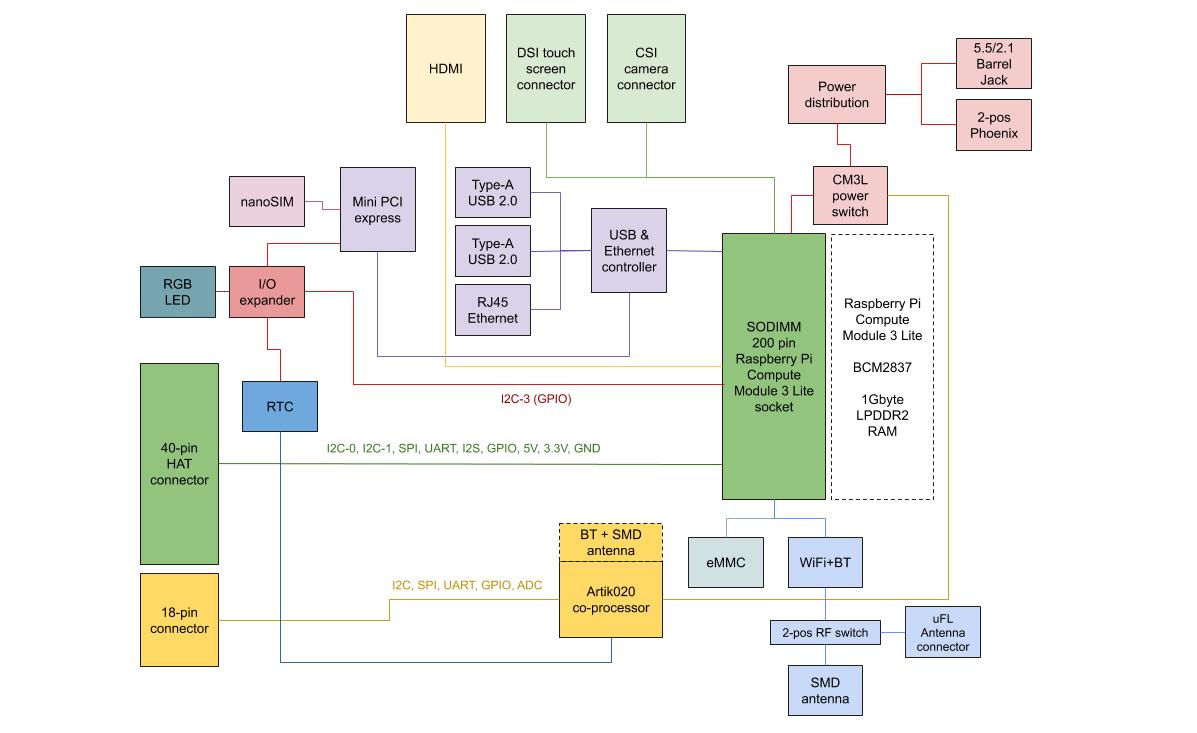 HDMI
DSI touch
screen
connector
CSI
camera
connector
Power
distribution
5.5/2.1
Barrel
Jack
2-pos
Phoenix
nanoSIM
Mini PCI
express
Type-A
USB 2.0
Type-A
USB 2.0
RJ45
Ethernet
USB &
Ethernet
controller
CM3L
power
switch
RGB
LED
I/O
expander
SODIMM
200 pin
Raspberry Pi
Compute
Module 3 Lite
socket
Raspberry Pi
Compute
Module 3 Lite
BCM2837
1Gbyte
LPDDR2
RAM
RTC
I2C-3 (GPIO)
40-pin
HAT
connector
I2C-0, I2C-1, SPI, UART, I2S, GPIO, 5V, 3.3V, GND
BT + SMD
antenna
eMMC
WiFi+BT
I2C, SPI, UART, GPIO, ADC
Artik020
co-processor
18-pin
connector
2-pos RF switch
uFL
Antenna
connector
SMD
antenna